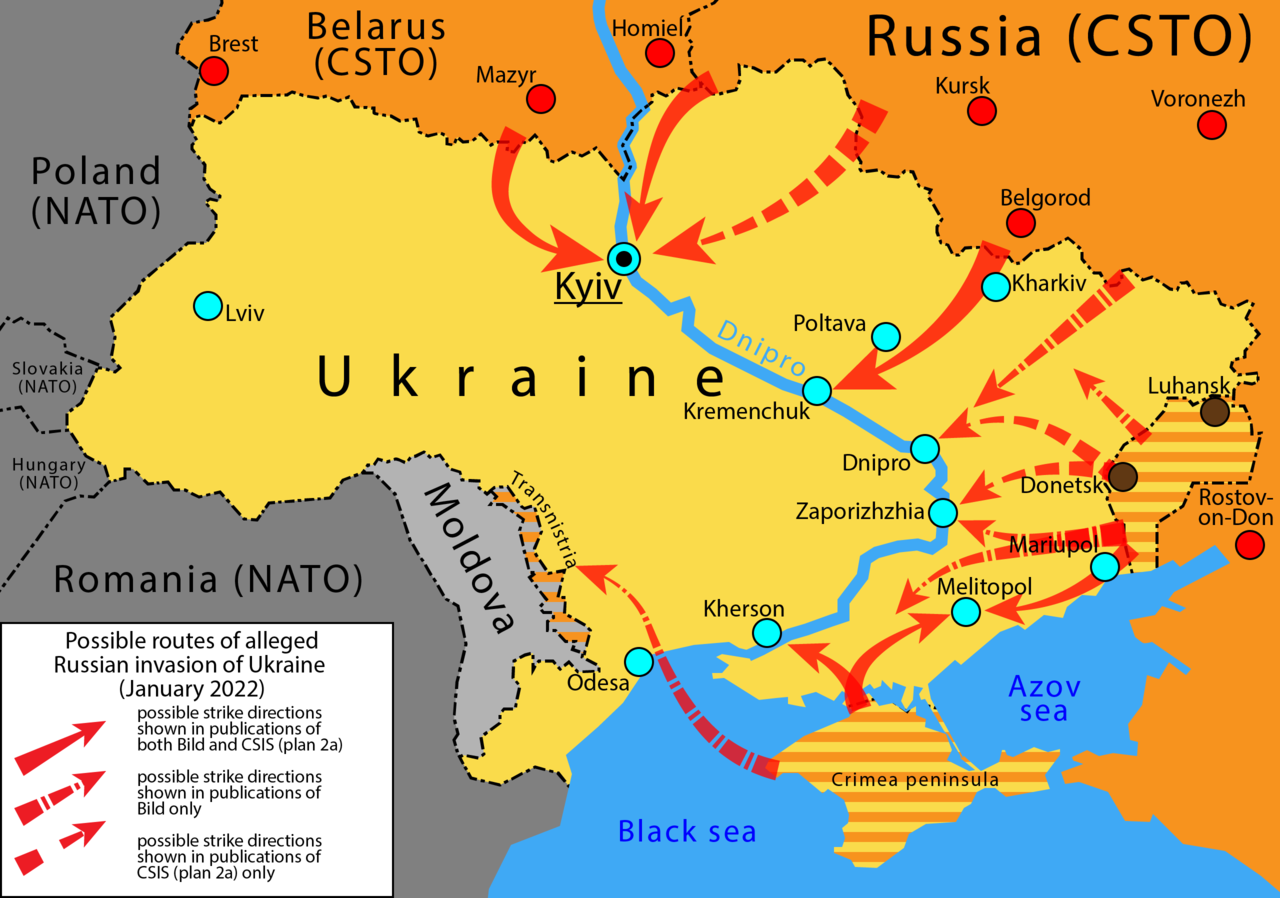 Belarus
(CSTO)
Russia (CSTO)
Brest
Homiel
Mazyr
Kursk
Voronezh
Poland
(NATO)
Belgorod
Kyiv
Kharkiv
Lviv
Poltava
Dnipro
Ukraine
Slovakia
(NATO)
Luhansk
Kremenchuk
Hungary
(NATO)
Dnipro
Donetsk
Transnistria
Moldova
Zaporizhzhia
Rostov-
on-Don
Mariupol
Romania (NATO)
Melitopol
Kherson
Odesa
Azov
sea
Crimea peninsula
Black sea
Possible routes of alleged
Russian invasion of Ukraine
(January 2022)
possible strike directions
shown in publications of
both Bild and CSIS (plan 2a)
possible strike directions
shown in publications of
Bild only
possible strike directions
shown in publications of
CSIS (plan 2a) only